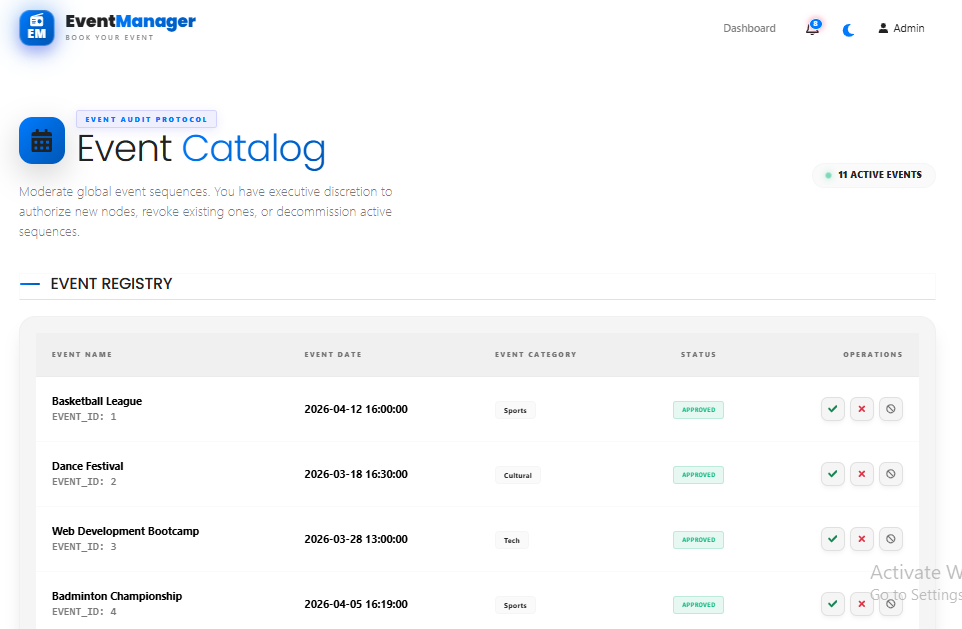 EM
EventManager
BOOK YOUR EVENT
Dashboard
8
Admin
EVENT AUDIT PROTOCOL
Event Catalog
Moderate global event sequences. You have executive discretion to
authorize new nodes, revoke existing ones, or decommission active
sequences.
11 ACTIVE EVENTS
EVENT REGISTRY
EVENT NAME EVENT DATE EVENT CATEGORY STATUS OPERATIONS
Basketball League
EVENT_ID: 1
2026-04-12 16:00:00
Sports
APPROVED
Dance Festival
EVENT_ID: 2
2026-03-18 16:30:00
Cultural
APPROVED
Web Development Bootcamp
EVENT_ID: 3
2026-03-28 13:00:00
Tech
APPROVED
Badminton Championship
EVENT_ID: 4
2026-04-05 16:19:00
Sports
APPROVED
Activate W
Go to Settings